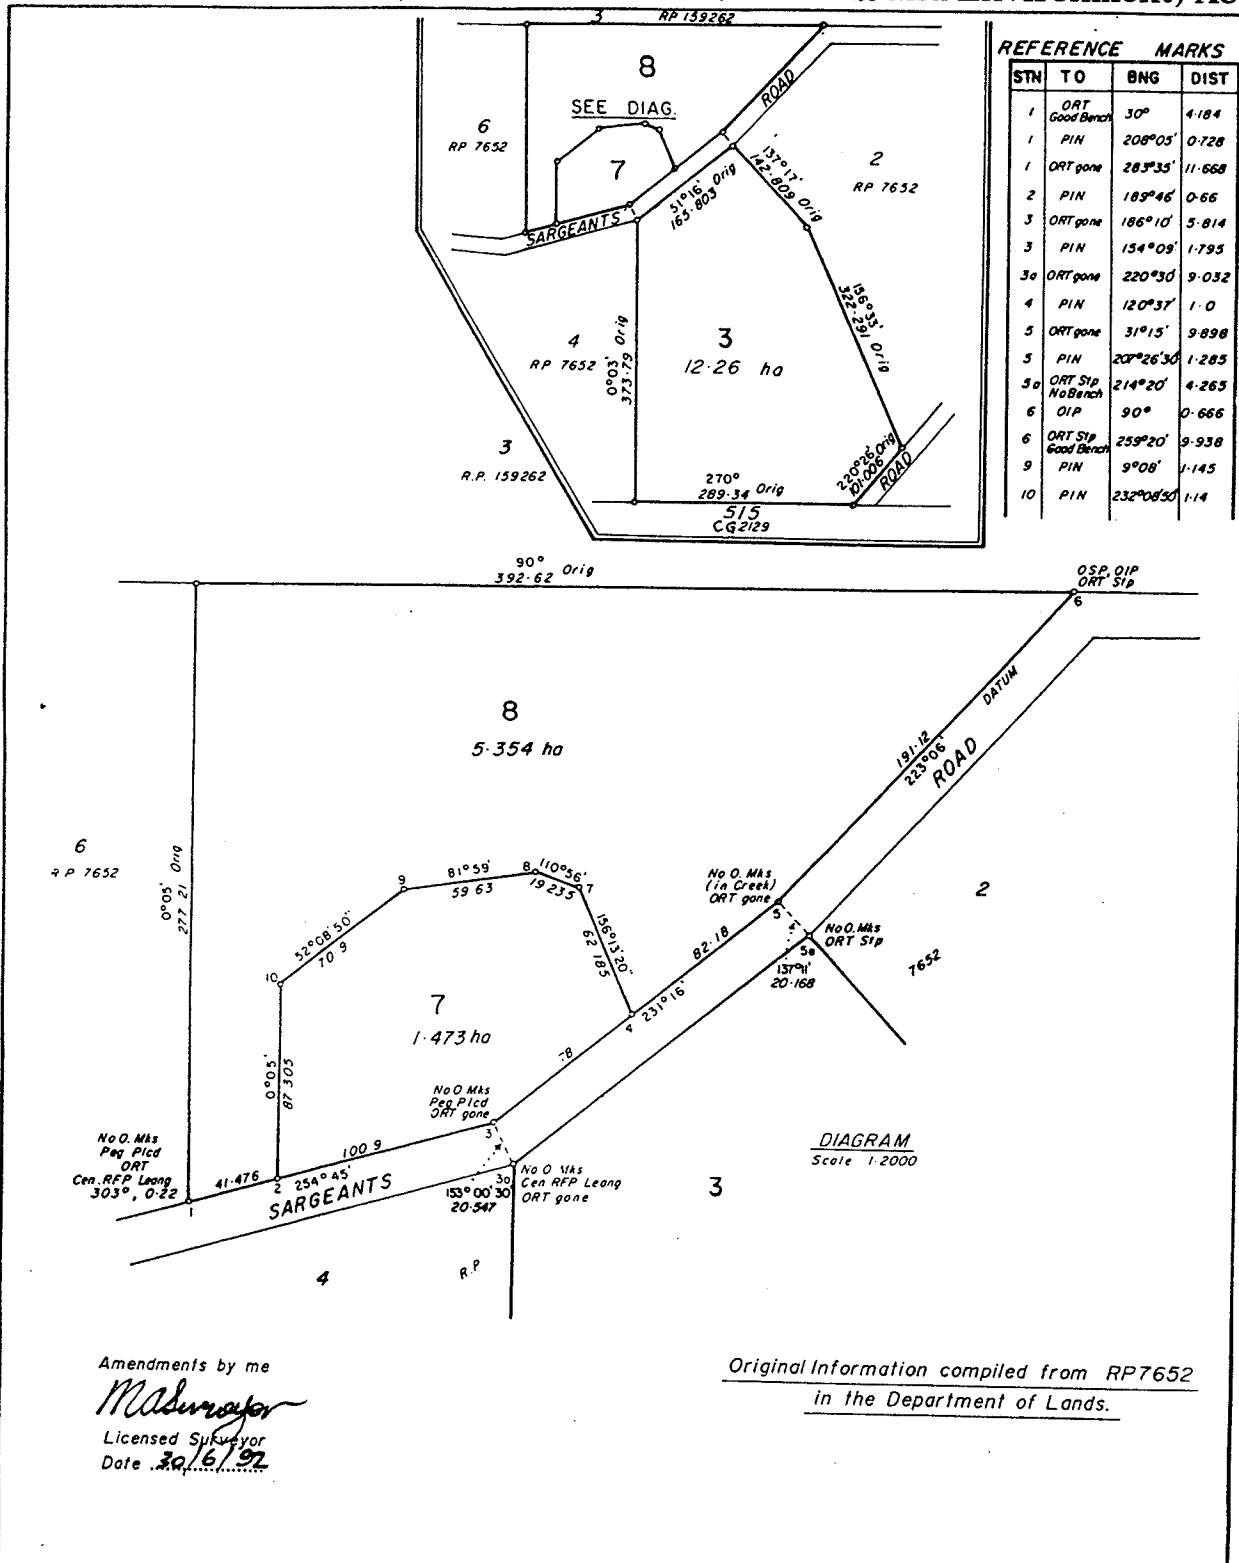 3 RP 159262
8
SEE DIAG.
6
RP 7652
7
ROAD
2
RP 7652
SARGEANTS
51°16' Orig
165·803
137°17'
142·809 Orig
156°33'
322·291 Orig
4
RP 7652
0°03'
373·79 Orig
3
12·26 ha
3
R.P. 159262
270°
289·34 Orig
220°26' Orig
101·006
ROAD
515
CG2129
REFERENCE MARKS
STN TO BNG DIST
1 ORT Good Bench 30° 4·184
1 PIN 208°05' 0·728
1 ORT gone 283°35' 11·668
2 PIN 189°46' 0·66
3 ORT gone 186°10' 5·814
3 PIN 154°09' 1·795
3a ORT gone 220°30' 9·032
4 PIN 120°37' 1·0
5 ORT gone 31°15' 9·898
5 PIN 207°26'30" 1·285
5a ORT Stp No Bench 214°20' 4·265
6 OIP 90° 0·666
6 ORT Stp Good Bench 259°20' 9·938
9 PIN 9°08' 1·145
10 PIN 232°08'50" 1·14
90° Orig
392·62
OSP, OIP
ORT Stp
6
8
5·354 ha
DATUM
191·12
223°06'
ROAD
6
RP 7652
0°05' Orig
277 21
9
81°59'
59 63
8
110°56'
19 235
7
No O. Mks
(in Creek)
ORT gone
5
2
No O. Mks
ORT Stp
5a
137°11'
20·168
7652
52°08'50"
70 9
10
156°13'20"
62 185
82·18
231°16'
4
7
1·473 ha
0°05'
87 305
78
No O Mks
Peg Plcd
ORT gone
3
No O. Mks
Peg Plcd
ORT
Cen. RFP Leang
303°, 0·22
1
41·476
2
254°45'
100 9
SARGEANTS
153°00'30"
20·547
3a
No O Mks
Cen RFP Leang
ORT gone
DIAGRAM
Scale 1:2000
3
4
R.P
Amendments by me
Licensed Surveyor
Date 30/6/92
Original Information compiled from RP7652
in the Department of Lands.